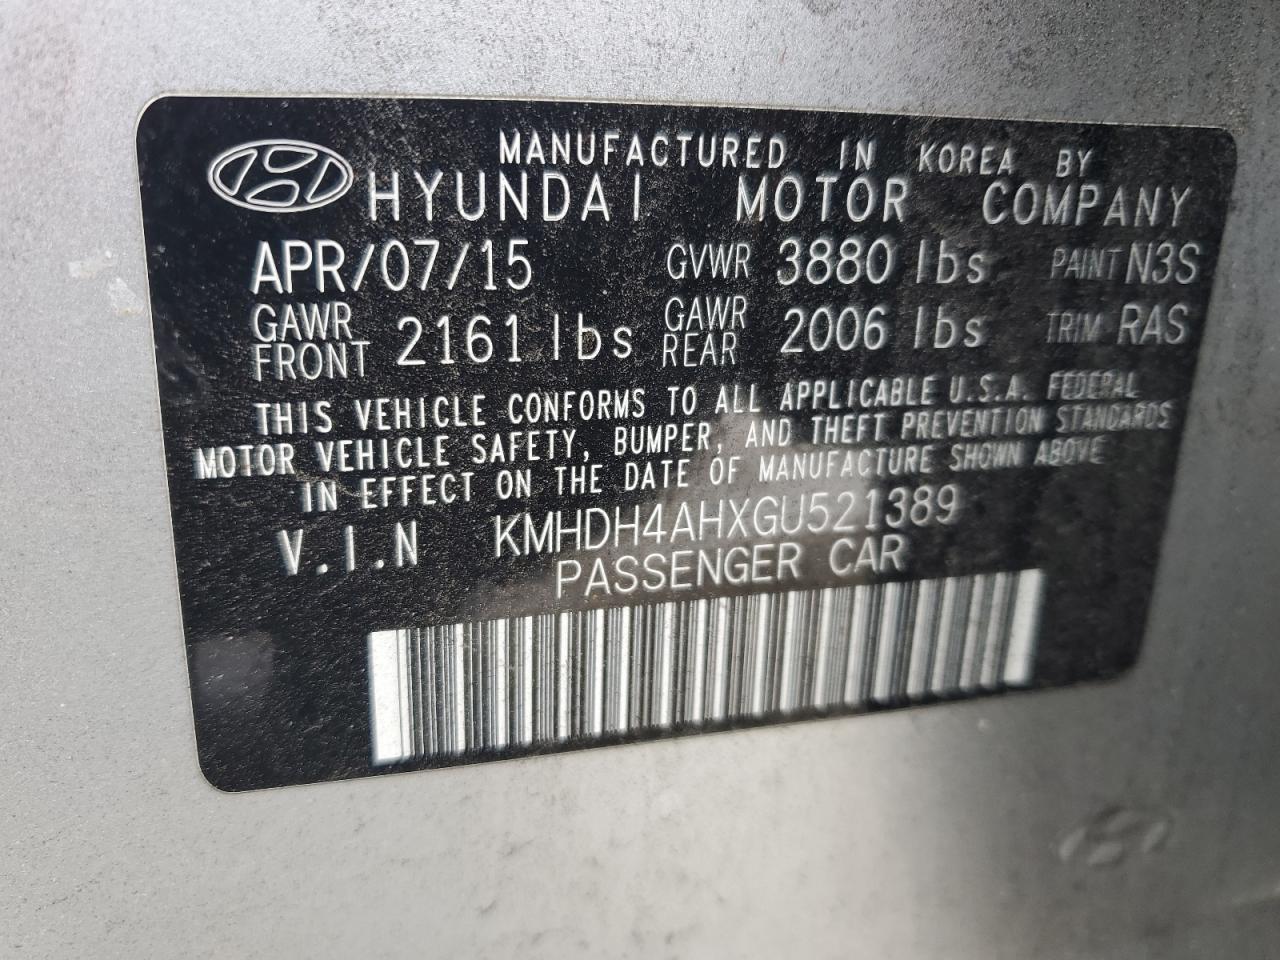 MANUFACTURED IN KOREA BY
HYUNDAI MOTOR COMPANY
APR/07/15 GVWR 3880 lbs PAINT N3S
GAWR FRONT 2161 lbs GAWR REAR 2006 lbs TRIM RAS
THIS VEHICLE CONFORMS TO ALL APPLICABLE U.S.A. FEDERAL
MOTOR VEHICLE SAFETY, BUMPER, AND THEFT PREVENTION STANDARDS
IN EFFECT ON THE DATE OF MANUFACTURE SHOWN ABOVE
V.I.N KMHDH4AHXGU521389
PASSENGER CAR